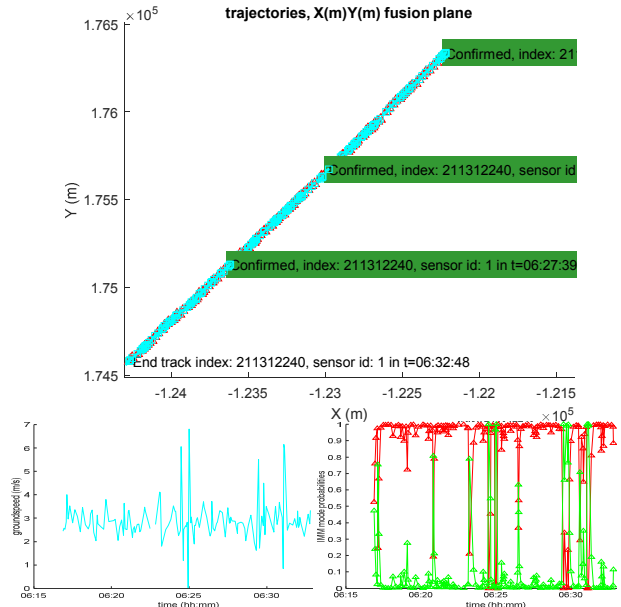 trajectories, X(m)Y(m) fusion plane
×10^5
1.765
1.76
1.755
1.75
1.745
Y (m)
Confirmed, index: 211
Confirmed, index: 211312240, sensor id
Confirmed, index: 211312240, sensor id: 1 in t=06:27:39
End track index: 211312240, sensor id: 1 in t=06:32:48
-1.24 -1.235 -1.23 -1.225 -1.22 -1.215
X (m)
×10^5
7
6
5
4
3
2
1
0
groundspeed (m/s)
06:15 06:20 06:25 06:30
time (hh:mm)
1
0.9
0.8
0.7
0.6
0.5
0.4
0.3
0.2
0.1
0
IMM mode probabilities
06:15 06:20 06:25 06:30
time (hh:mm)